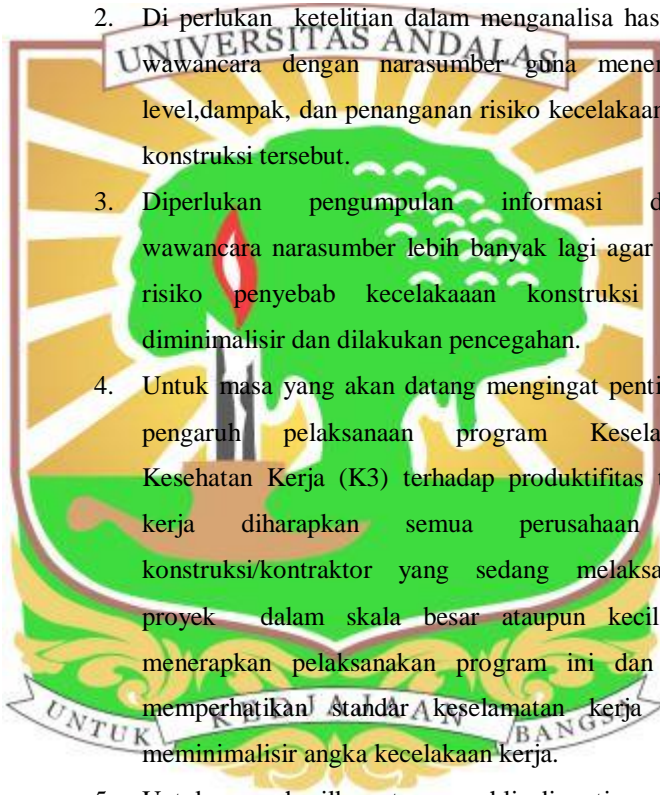 2. Di perlukan ketelitian dalam menganalisa has
UNIVERSITAS ANDALAS
wawancara dengan narasumber guna mener
level,dampak, dan penanganan risiko kecelakaan
konstruksi tersebut.
3. Diperlukan pengumpulan informasi d
wawancara narasumber lebih banyak lagi agar
risiko penyebab kecelakaaan konstruksi
diminimalisir dan dilakukan pencegahan.
4. Untuk masa yang akan datang mengingat penti
pengaruh pelaksanaan program Kesela
Kesehatan Kerja (K3) terhadap produktifitas t
kerja diharapkan semua perusahaan
konstruksi/kontraktor yang sedang melaksa
proyek dalam skala besar ataupun kecil
menerapkan pelaksanakan program ini dan
memperhatikan standar keselamatan kerja
UNTUK KEDJAJAAN BANGSA
meminimalisir angka kecelakaan kerja.